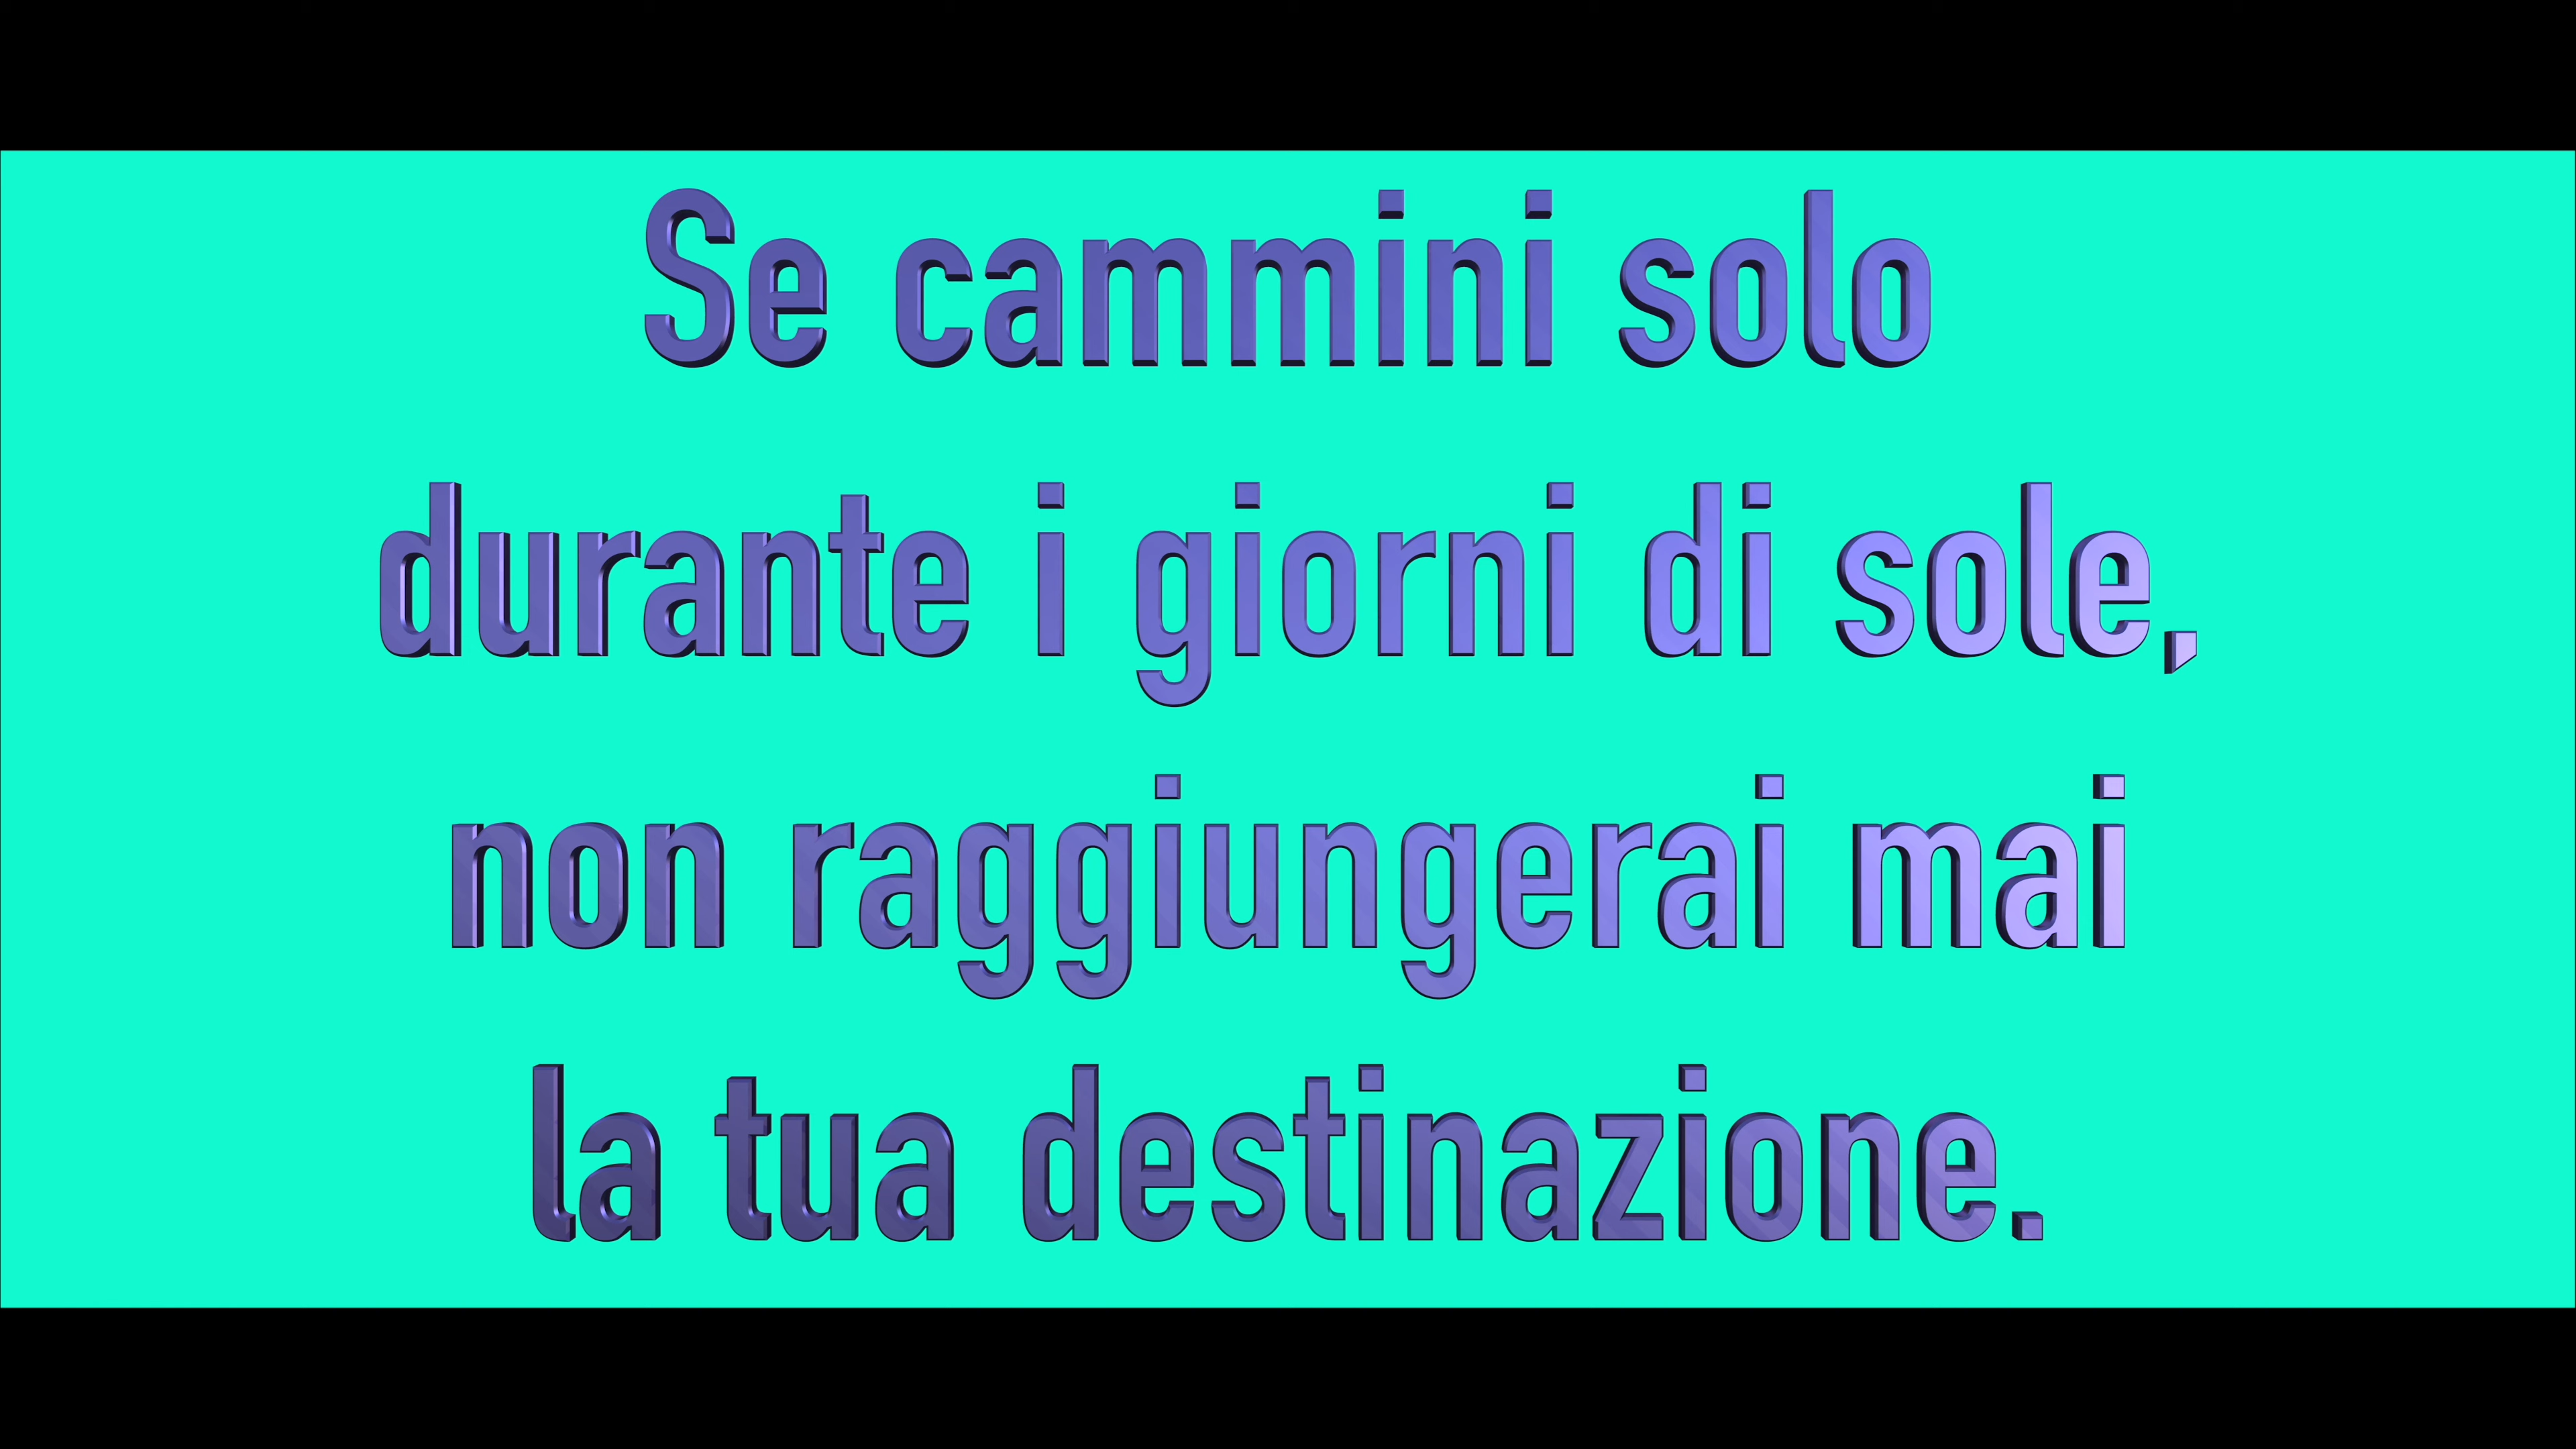 Se cammini solo
durante i giorni di sole,
non raggiungerai mai
la tua destinazione.